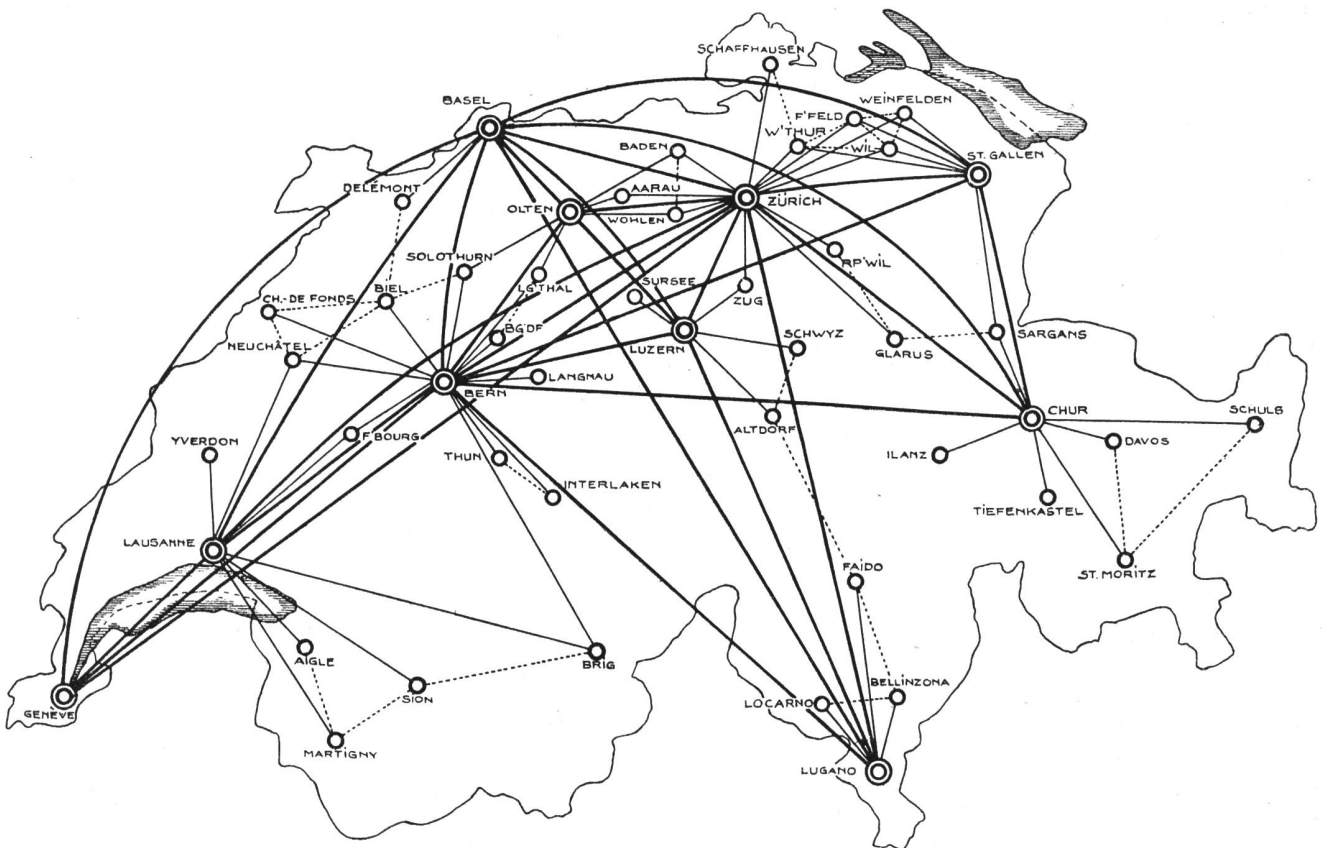 SCHAFFHAUSEN
BASEL
WEINFELDEN
F'FELD
W'THUR
WIL
BADEN
ST. GALLEN
DELÉMONT
AARAU
ZÜRICH
OLTEN
WOHLEN
SOLOTHURN
RP'WIL
LG'THAL
SURSEE
BIEL
CH.-DE FONDS
ZUG
BG'DF
SCHWYZ
SARGANS
NEUCHÂTEL
LUZERN
GLARUS
LANGNAU
BERN
CHUR
SCHULS
ALTDORF
F'BOURG
DAVOS
YVERDON
THUN
ILANZ
INTERLAKEN
TIEFENKASTEL
LAUSANNE
FAIDO
ST. MORITZ
AIGLE
BRIG
SION
BELLINZONA
LOCARNO
GENÈVE
MARTIGNY
LUGANO